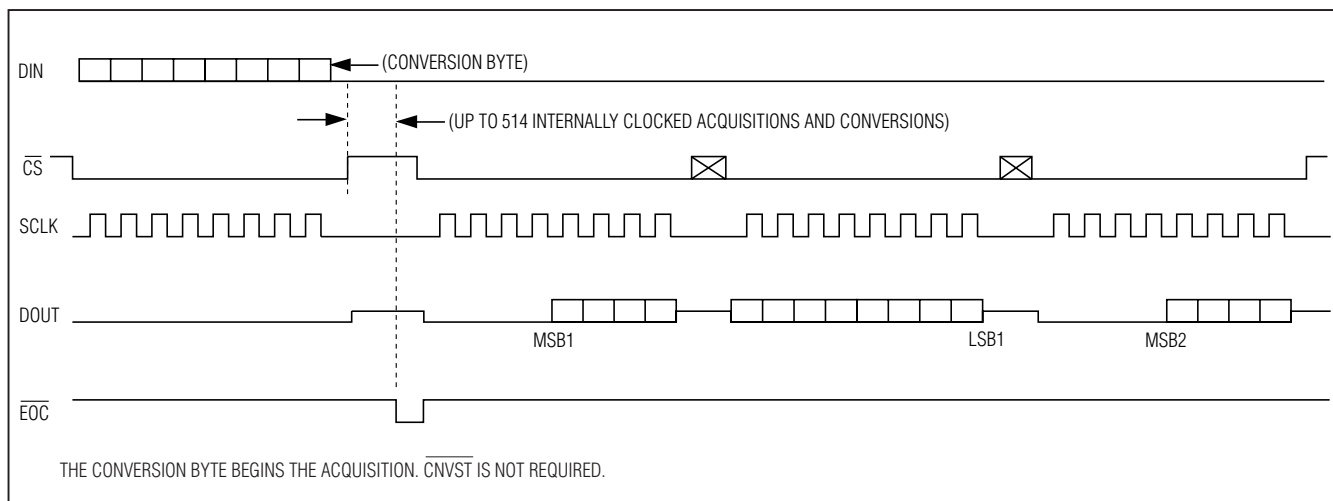 DIN
(CONVERSION BYTE)
(UP TO 514 INTERNALLY CLOCKED ACQUISITIONS AND CONVERSIONS)
CS
SCLK
DOUT
MSB1
LSB1
MSB2
EOC
THE CONVERSION BYTE BEGINS THE ACQUISITION. CNVST IS NOT REQUIRED.